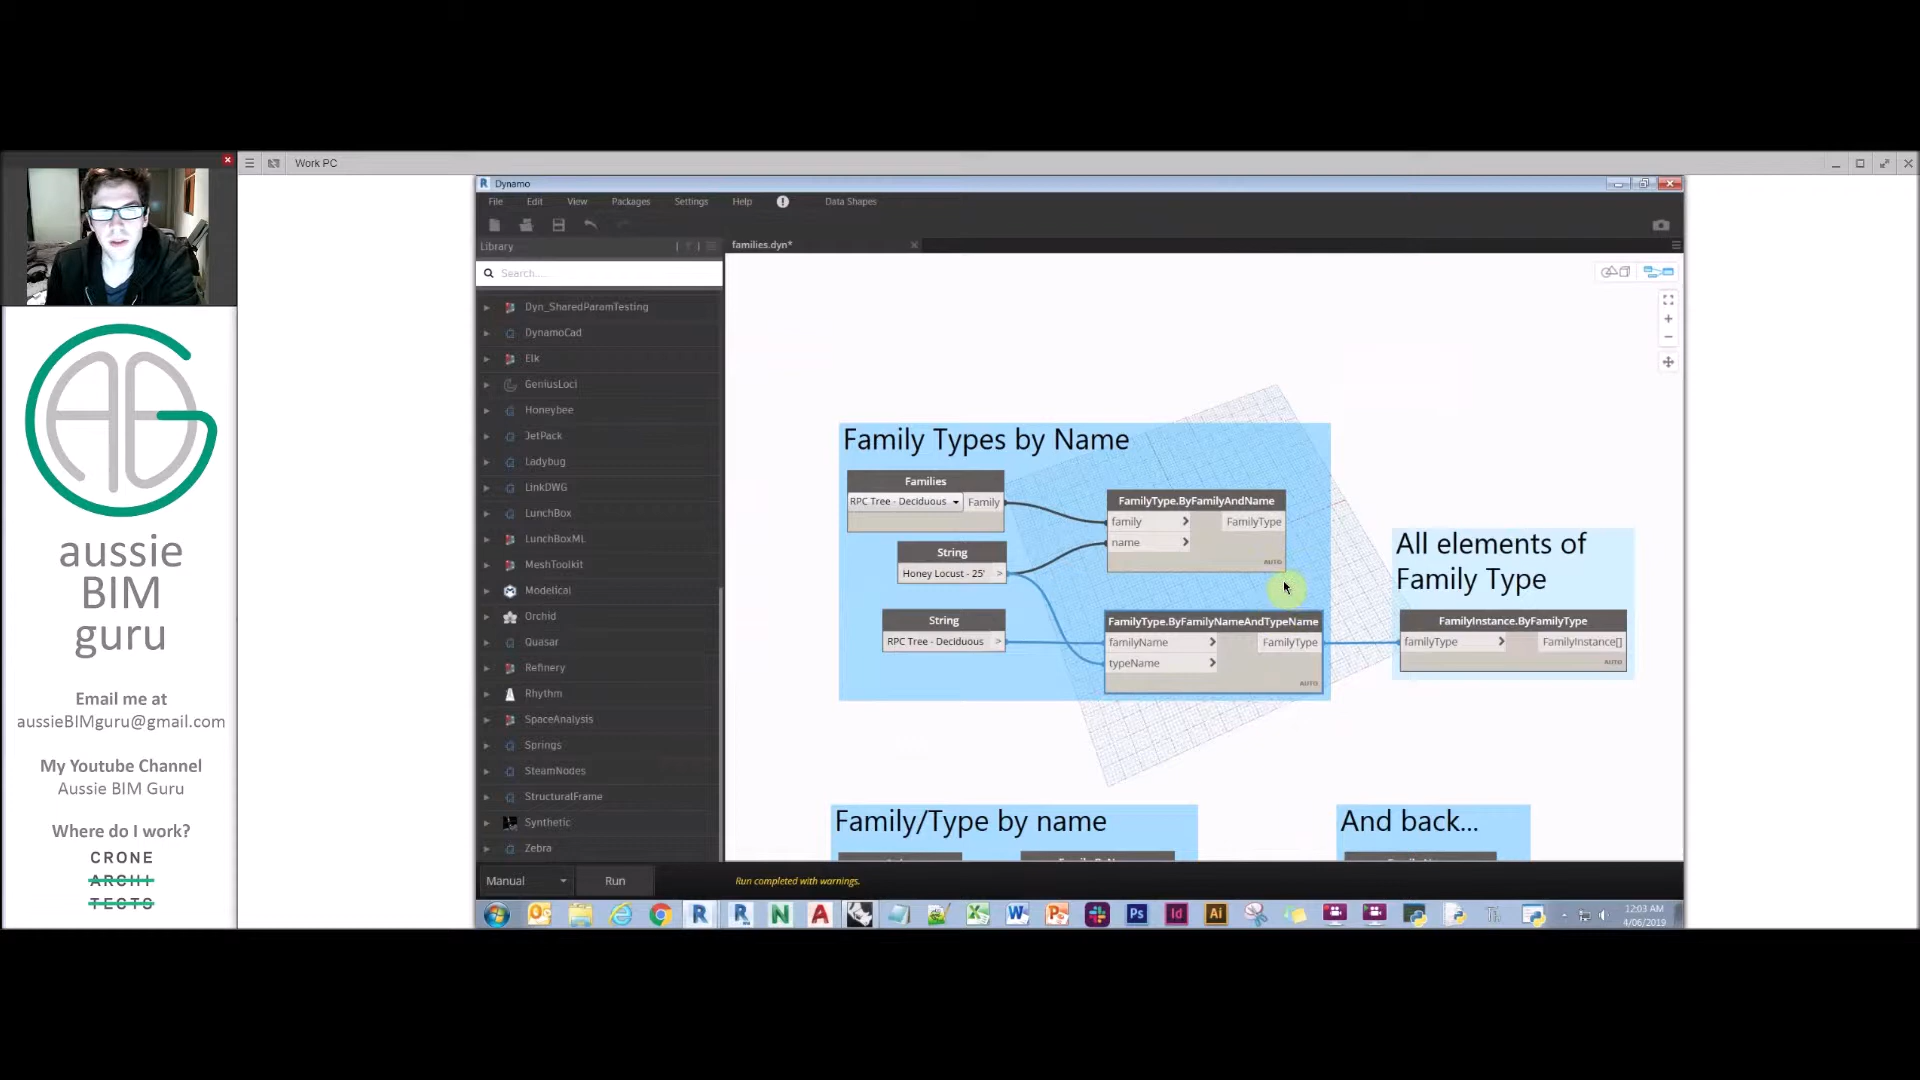 Work PC
Dynamo
File Edit View Packages Settings Help Data Shapes
Library
families.dyn*
Search...
Dyn_SharedParamTesting
DynamoCad
Elk
GeniusLoci
Honeybee
JetPack
Ladybug
LinkDWG
LunchBox
LunchBoxML
MeshToolkit
Modelical
Orchid
Quasar
Refinery
Rhythm
SpaceAnalysis
Springs
SteamNodes
StructuralFrame
Synthetic
Zebra
Manual
Run
Run completed with warnings.
Family Types by Name
Families
RPC Tree - Deciduous
Family
String
Honey Locust - 25'
>
String
RPC Tree - Deciduous
>
FamilyType.ByFamilyAndName
family > FamilyType
name >
AUTO
FamilyType.ByFamilyNameAndTypeName
familyName > FamilyType
typeName >
AUTO
All elements of
Family Type
FamilyInstance.ByFamilyType
familyType > FamilyInstance[]
AUTO
Family/Type by name
And back...
12:03 AM
4/06/2019
AG
aussie
BIM
guru
Email me at
aussieBIMguru@gmail.com
My Youtube Channel
Aussie BIM Guru
Where do I work?
CRONE
ARCHI
TECTS